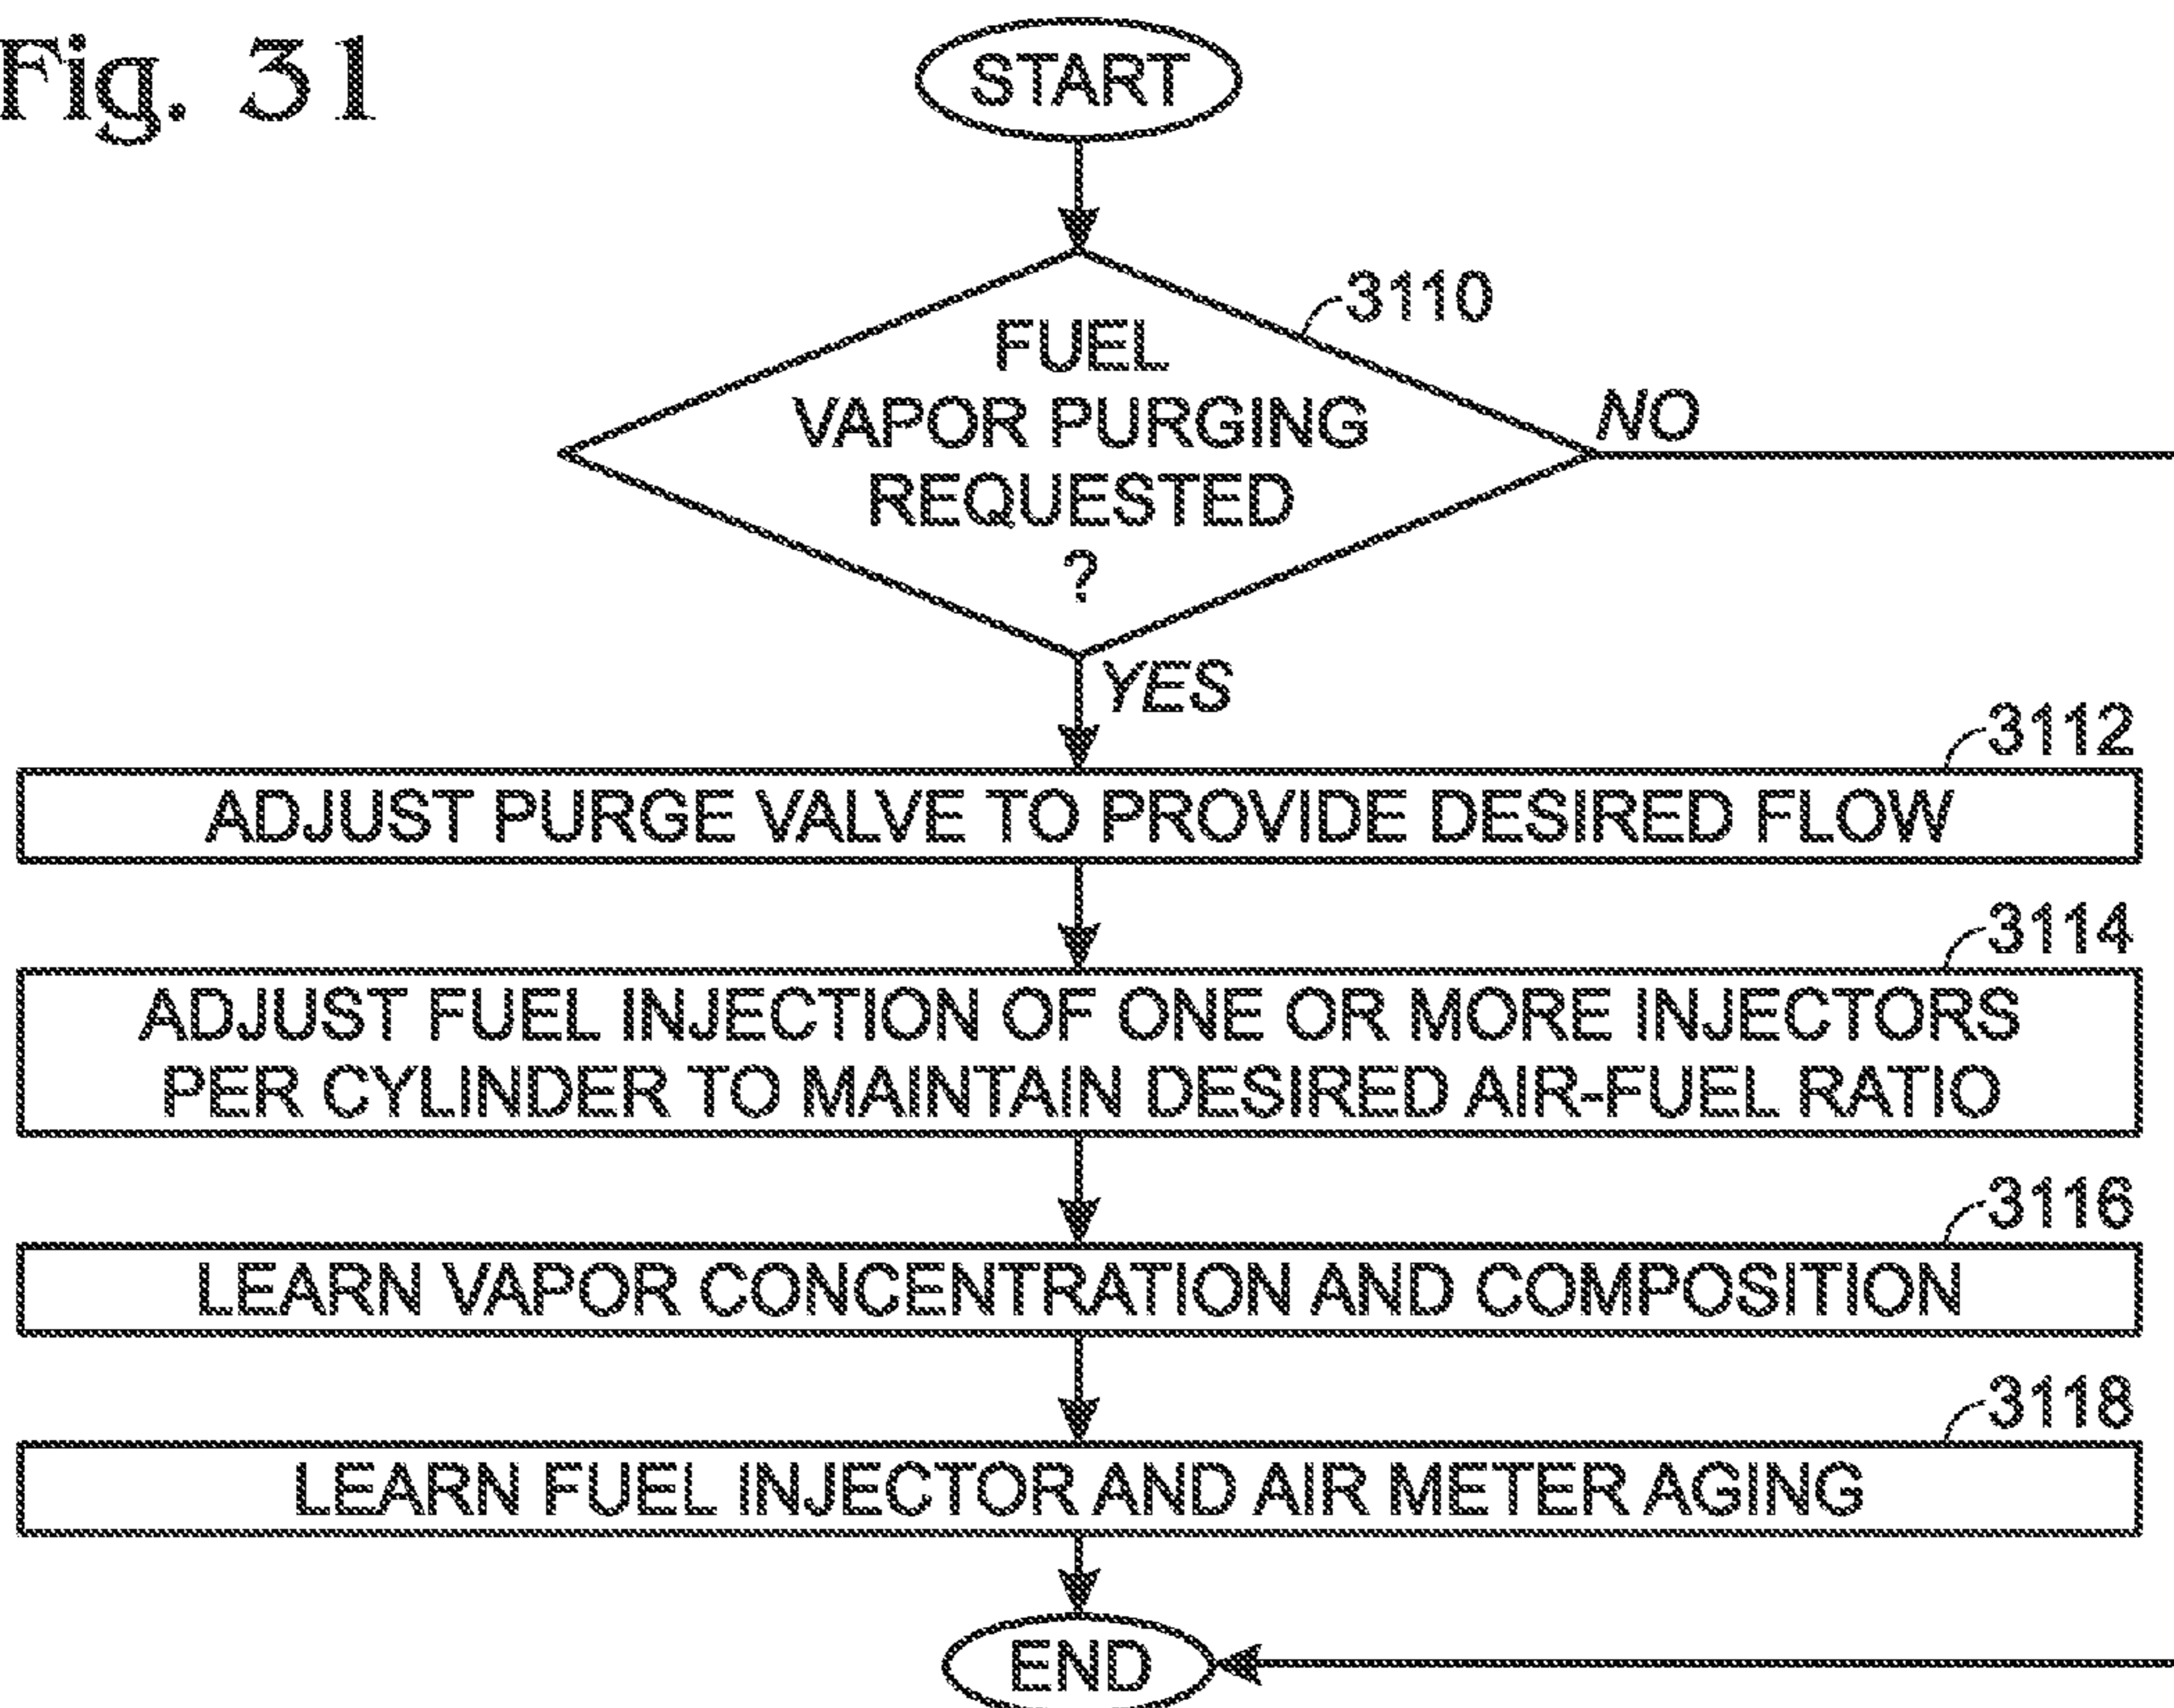 Fig. 31
START
3110
FUEL
VAPOR PURGING
REQUESTED
?
NO
YES
3112
ADJUST PURGE VALVE TO PROVIDE DESIRED FLOW
3114
ADJUST FUEL INJECTION OF ONE OR MORE INJECTORS
PER CYLINDER TO MAINTAIN DESIRED AIR-FUEL RATIO
3116
LEARN VAPOR CONCENTRATION AND COMPOSITION
3118
LEARN FUEL INJECTOR AND AIR METER AGING
END